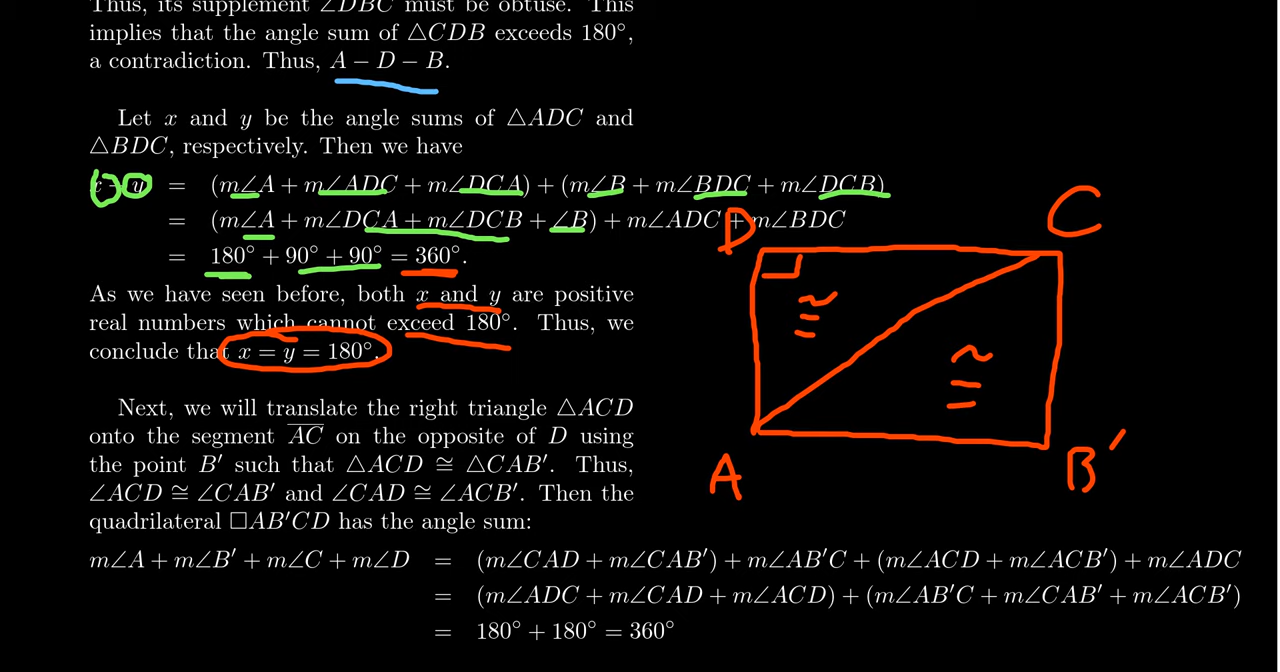 Thus, its supplement ∠DBC must be obtuse. This
implies that the angle sum of △CDB exceeds 180°,
a contradiction. Thus, A − D − B.
Let x and y be the angle sums of △ADC and
△BDC, respectively. Then we have
x + y = (m∠A + m∠ADC + m∠DCA) + (m∠B + m∠BDC + m∠DCB)
= (m∠A + m∠DCA + m∠DCB + ∠B) + m∠ADC + m∠BDC
= 180° + 90° + 90° = 360°.
As we have seen before, both x and y are positive
real numbers which cannot exceed 180°. Thus, we
conclude that x = y = 180°.
Next, we will translate the right triangle △ACD
onto the segment A͞C͞ on the opposite of D using
the point B′ such that △ACD ≅ △CAB′. Thus,
∠ACD ≅ ∠CAB′ and ∠CAD ≅ ∠ACB′. Then the
quadrilateral □AB′CD has the angle sum:
m∠A + m∠B′ + m∠C + m∠D = (m∠CAD + m∠CAB′) + m∠AB′C + (m∠ACD + m∠ACB′) + m∠ADC
= (m∠ADC + m∠CAD + m∠ACD) + (m∠AB′C + m∠CAB′ + m∠ACB′)
= 180° + 180° = 360°
D C
≅
≅
A B′